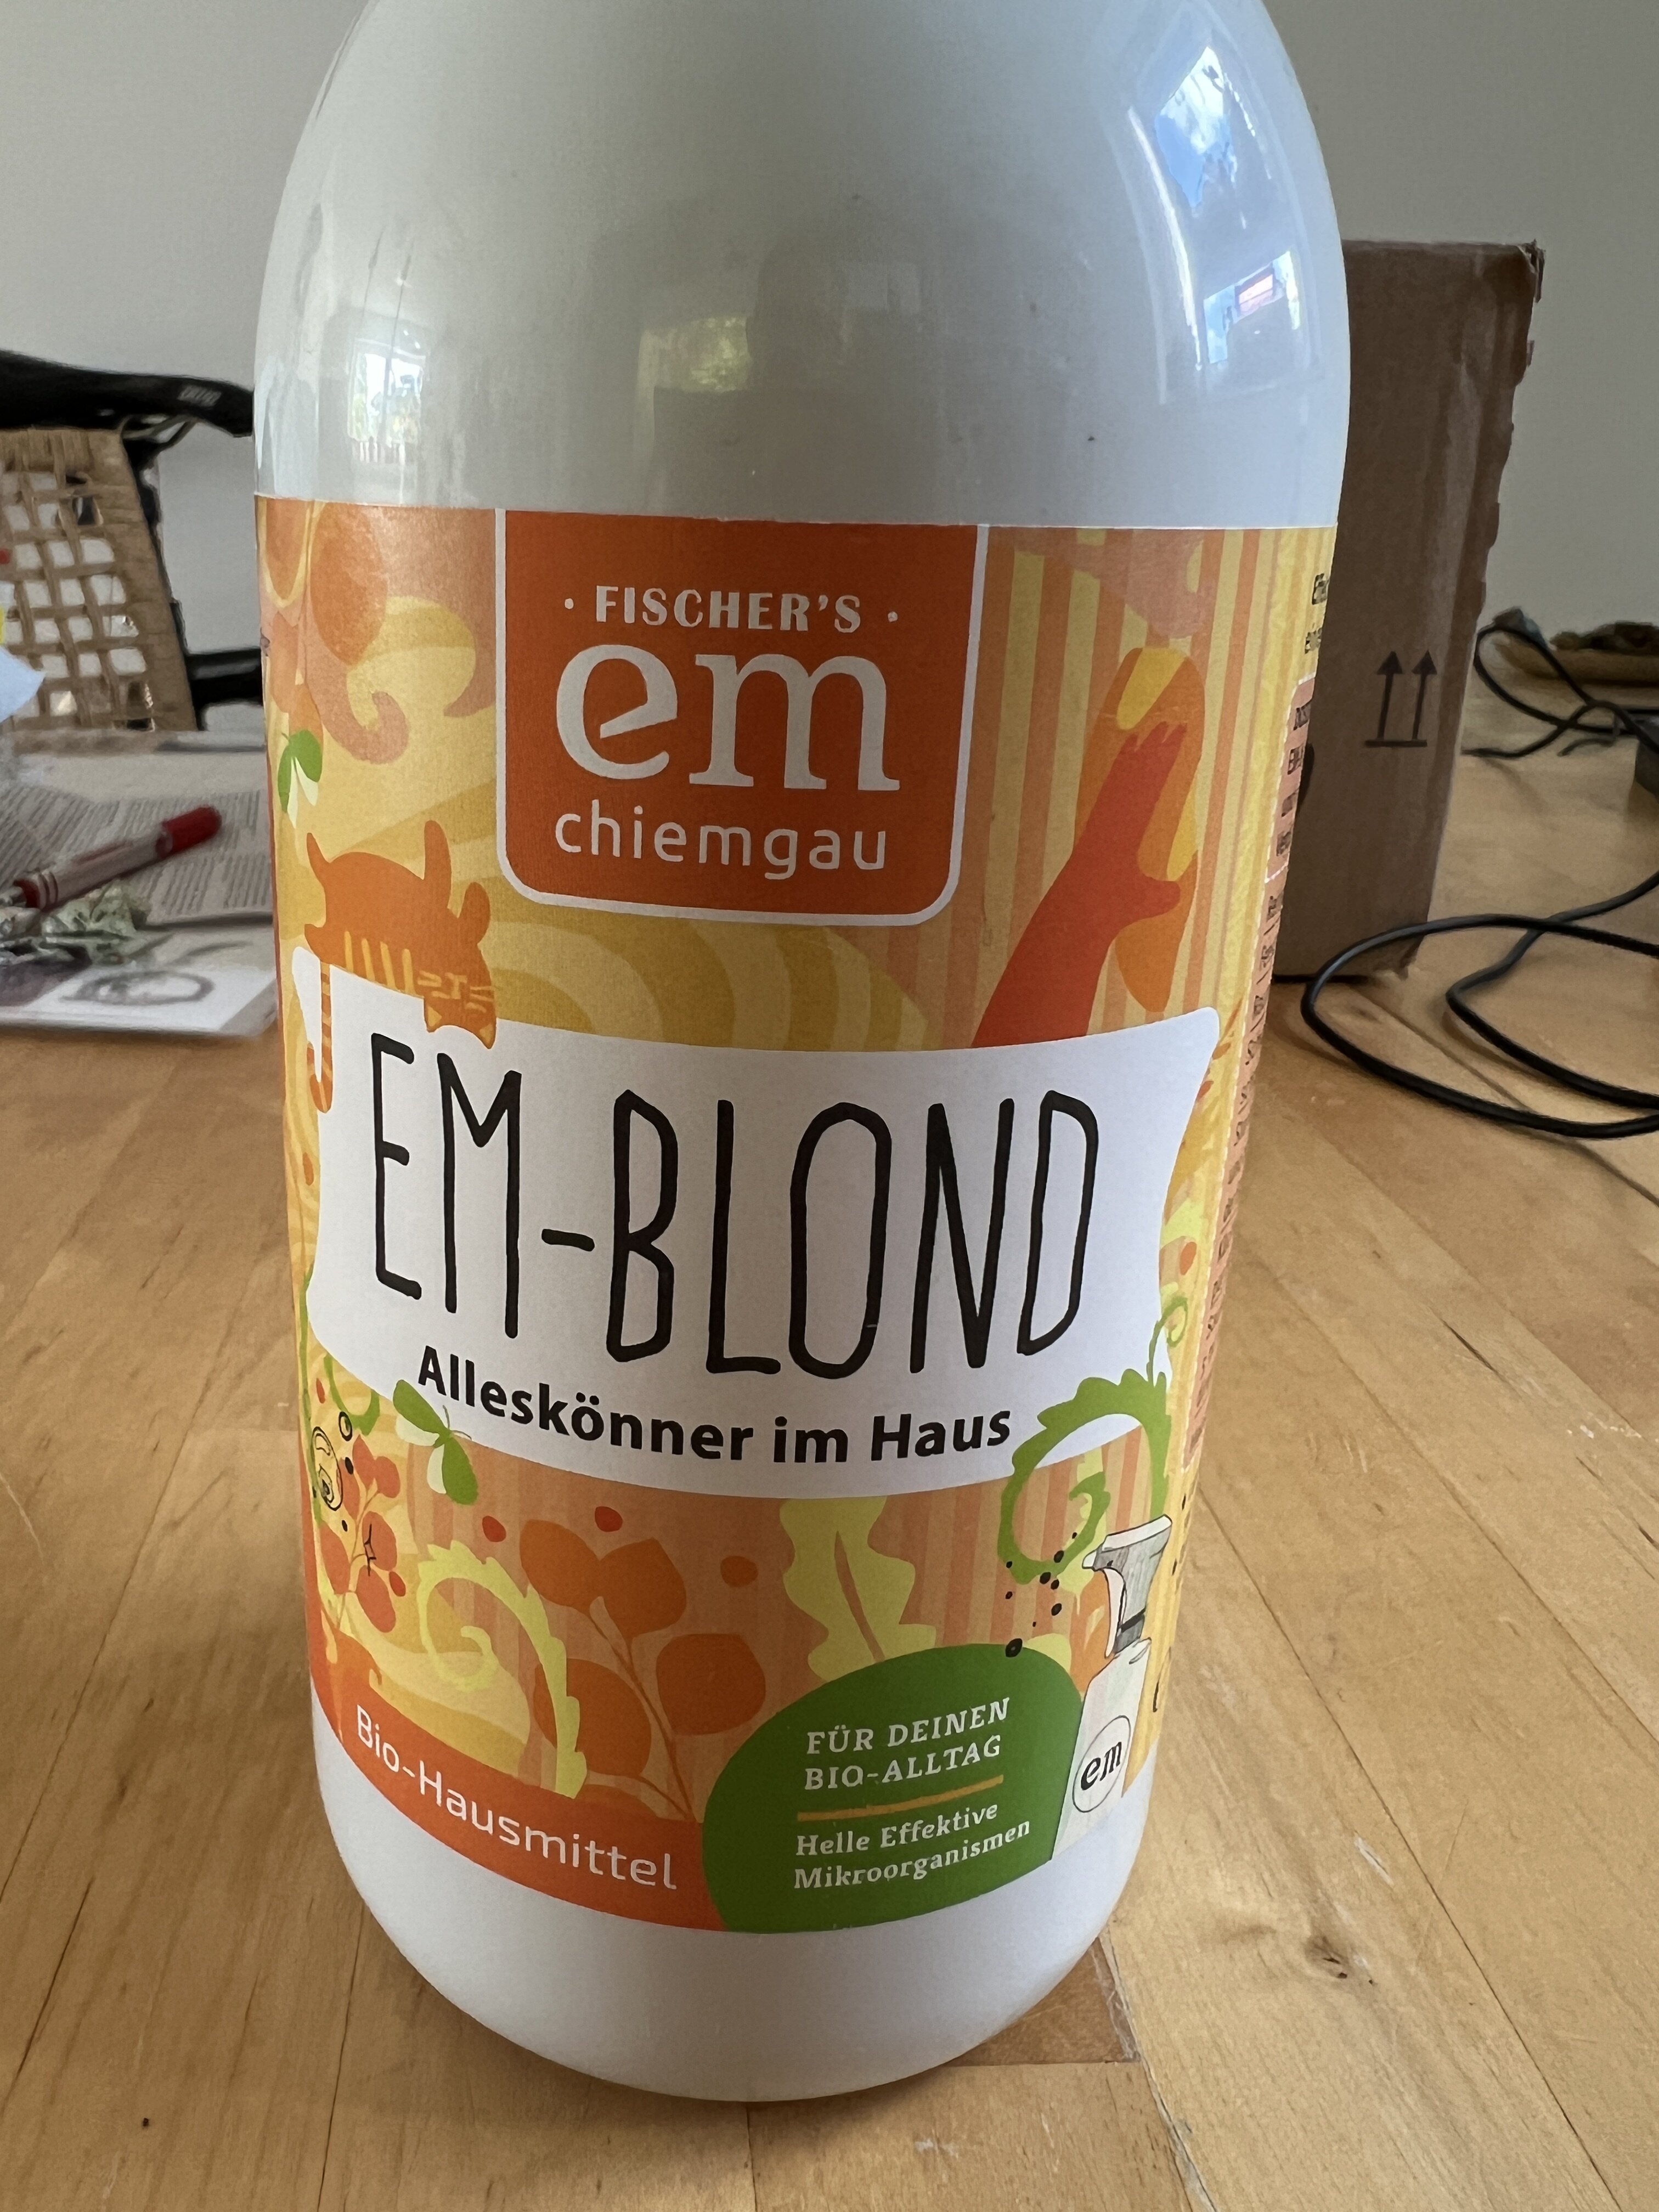 · FISCHER'S ·
em
chiemgau
EM-BLOND
Alleskönner im Haus
Bio-Hausmittel
FÜR DEINEN
BIO-ALLTAG
Helle Effektive
Mikroorganismen
em